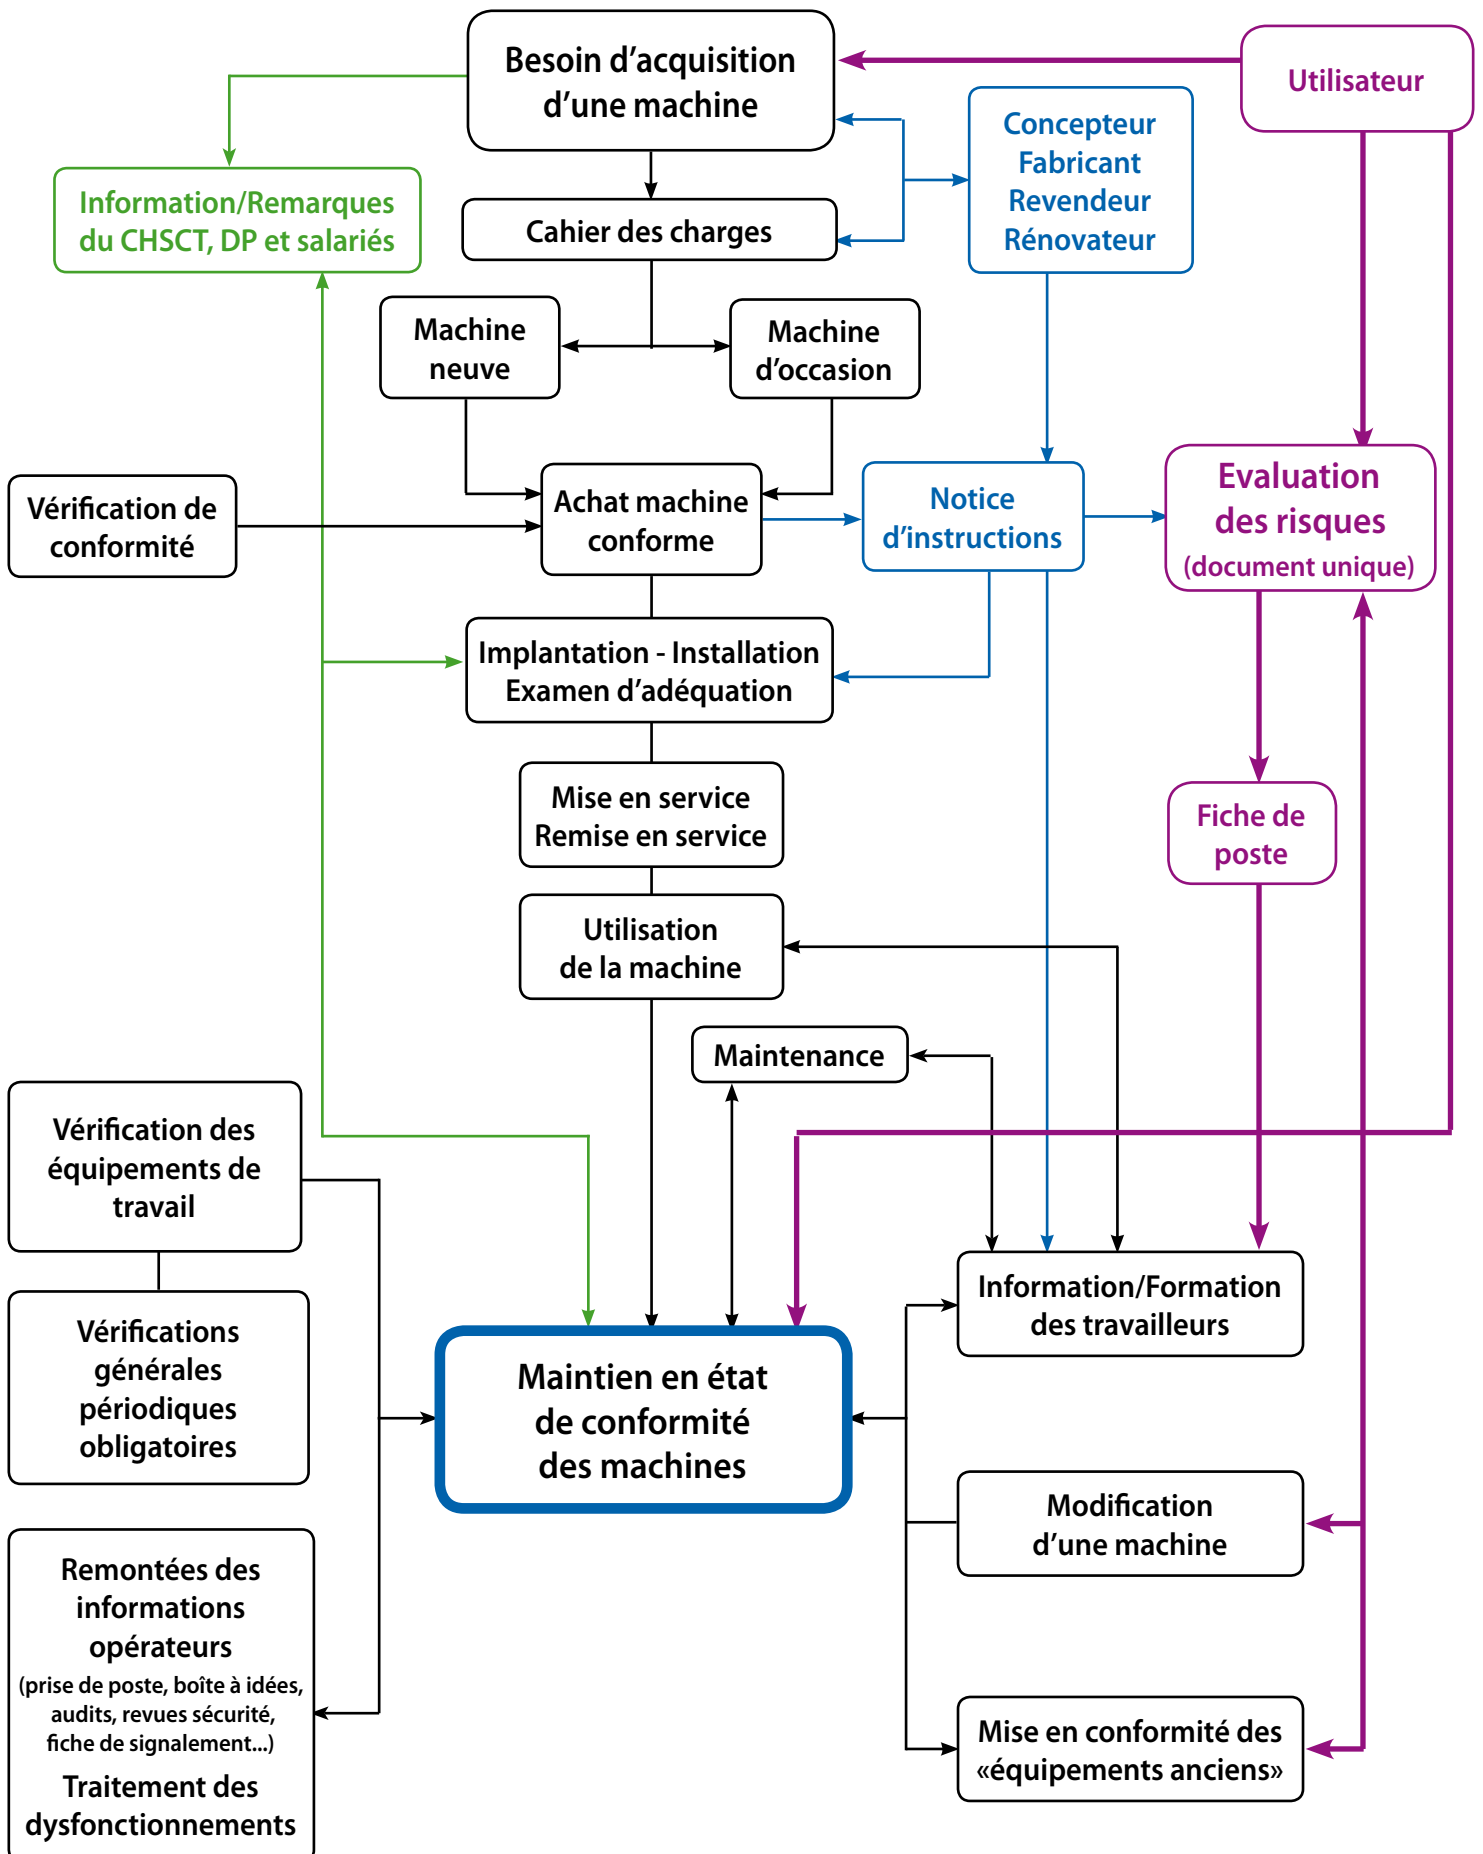 Besoin d’acquisition
d’une machine
Utilisateur
Concepteur
Fabricant
Revendeur
Rénovateur
Information/Remarques
du CHSCT, DP et salariés
Cahier des charges
Machine
neuve
Machine
d’occasion
Vérification de
conformité
Achat machine
conforme
Notice
d’instructions
Evaluation
des risques
(document unique)
Implantation - Installation
Examen d’adéquation
Mise en service
Remise en service
Fiche de
poste
Utilisation
de la machine
Maintenance
Vérification des
équipements de
travail
Information/Formation
des travailleurs
Vérifications
générales
périodiques
obligatoires
Maintien en état
de conformité
des machines
Modification
d’une machine
Remontées des
informations
opérateurs
(prise de poste, boîte à idées,
audits, revues sécurité,
fiche de signalement...)
Traitement des
dysfonctionnements
Mise en conformité des
«équipements anciens»